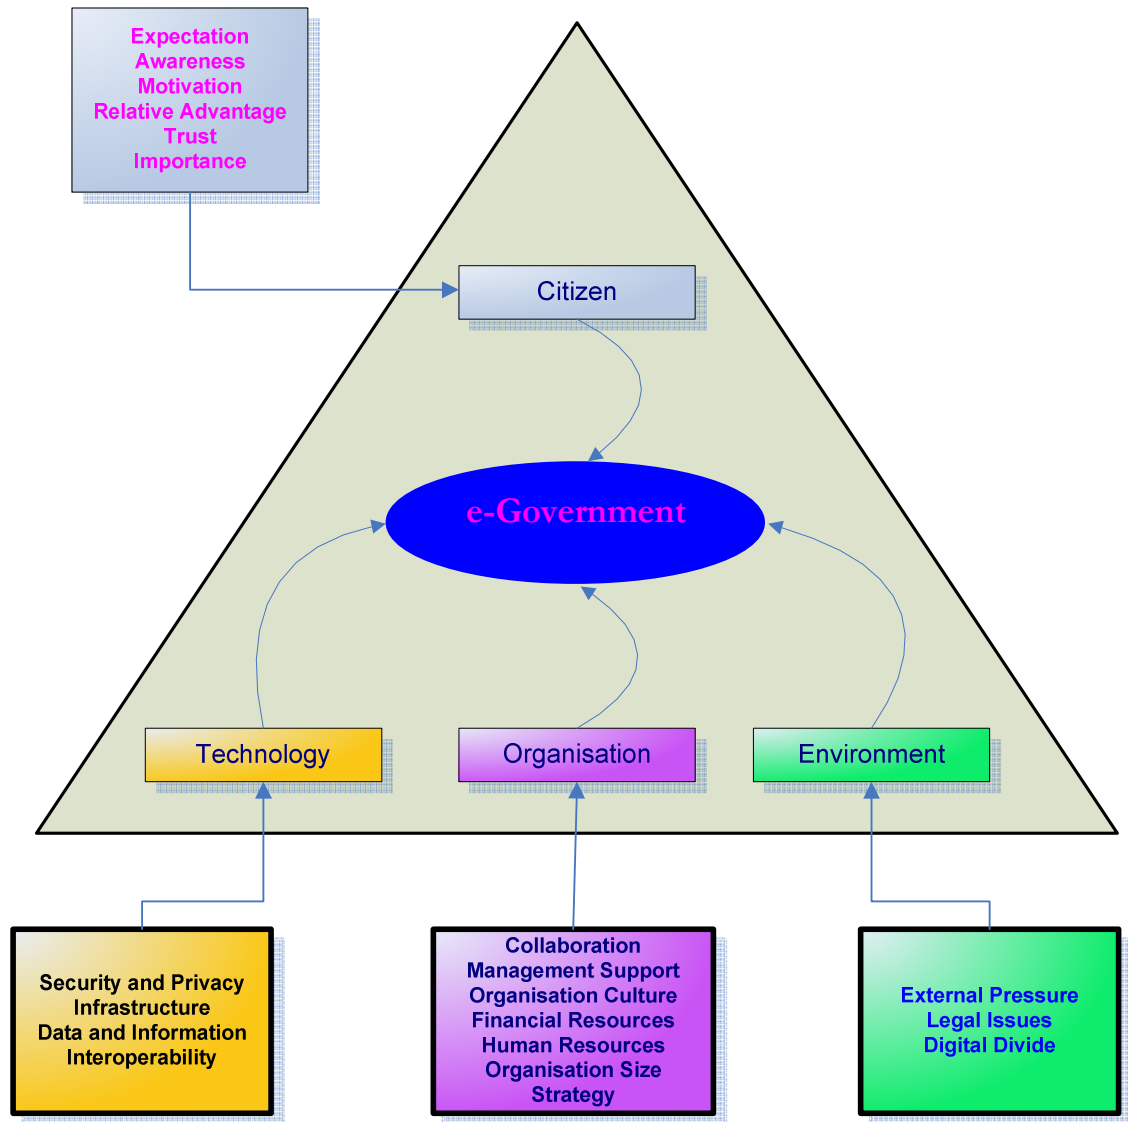 Expectation
Awareness
Motivation
Relative Advantage
Trust
Importance
Citizen
e-Government
Technology
Organisation
Environment
Security and Privacy
Infrastructure
Data and Information
Interoperability
Collaboration
Management Support
Organisation Culture
Financial Resources
Human Resources
Organisation Size
Strategy
External Pressure
Legal Issues
Digital Divide